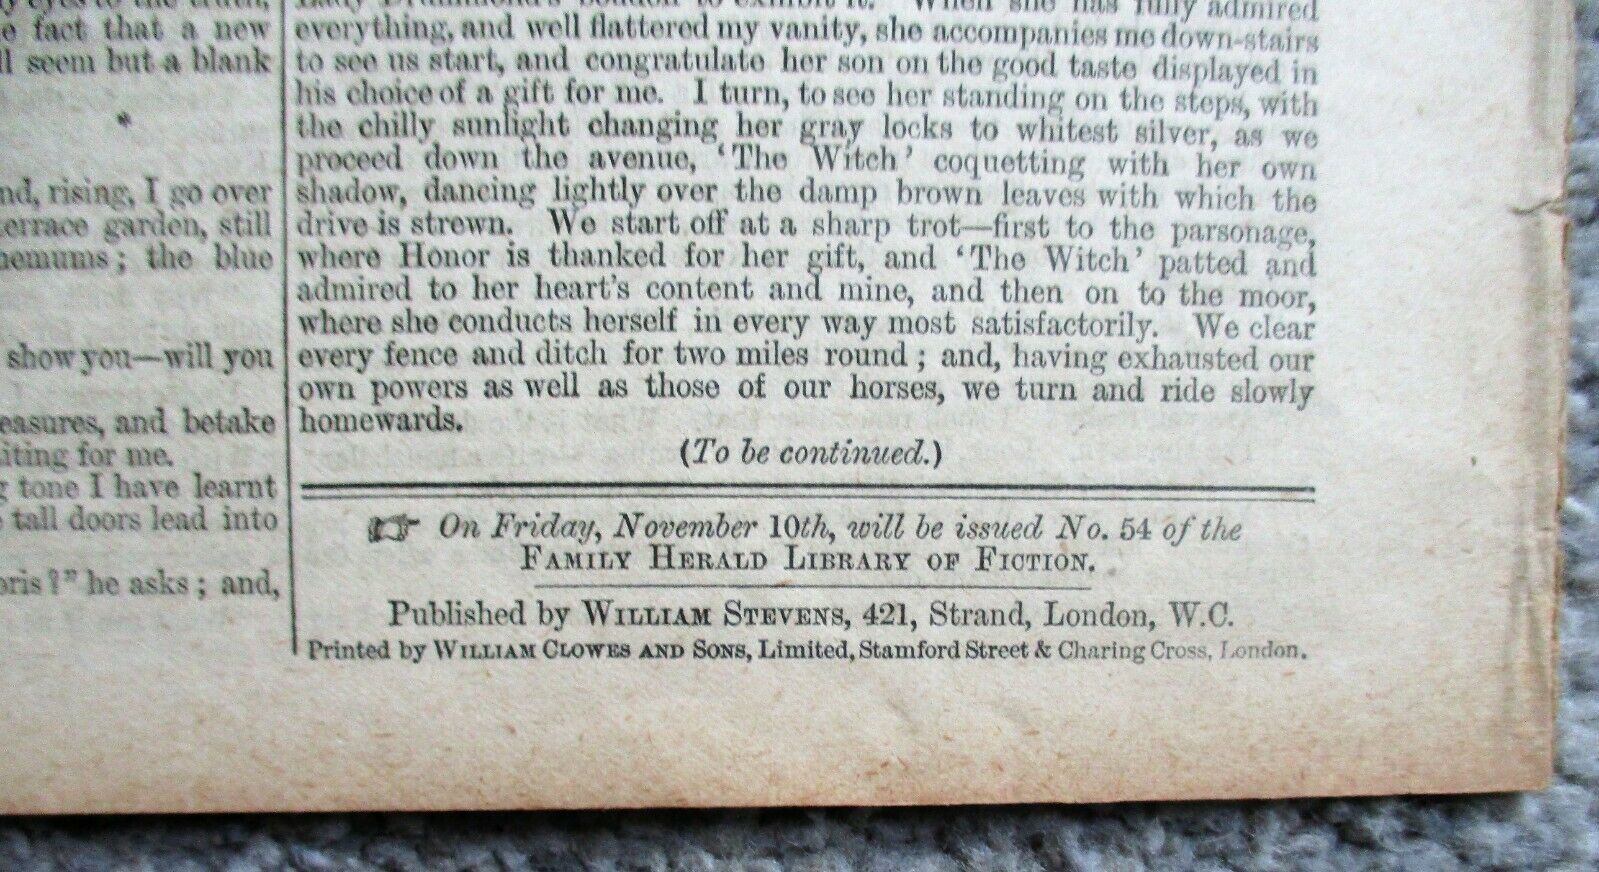 e fact that a new
ll seem but a blank
*
nd, rising, I go over
terrace garden, still
hemums; the blue
show you—will you
easures, and betake
iting for me.
g tone I have learnt
tall doors lead into
oris?" he asks; and,
When she has fully admired
everything, and well flattered my vanity, she accompanies me down-stairs
to see us start, and congratulate her son on the good taste displayed in
his choice of a gift for me. I turn, to see her standing on the steps, with
the chilly sunlight changing her gray locks to whitest silver, as we
proceed down the avenue, 'The Witch' coquetting with her own
shadow, dancing lightly over the damp brown leaves with which the
drive is strewn. We start off at a sharp trot—first to the parsonage,
where Honor is thanked for her gift, and 'The Witch' patted and
admired to her heart's content and mine, and then on to the moor,
where she conducts herself in every way most satisfactorily. We clear
every fence and ditch for two miles round; and, having exhausted our
own powers as well as those of our horses, we turn and ride slowly
homewards.
(To be continued.)
☞ On Friday, November 10th, will be issued No. 54 of the
FAMILY HERALD LIBRARY OF FICTION.
Published by WILLIAM STEVENS, 421, Strand, London, W.C.
Printed by WILLIAM CLOWES AND SONS, Limited, Stamford Street & Charing Cross, London.